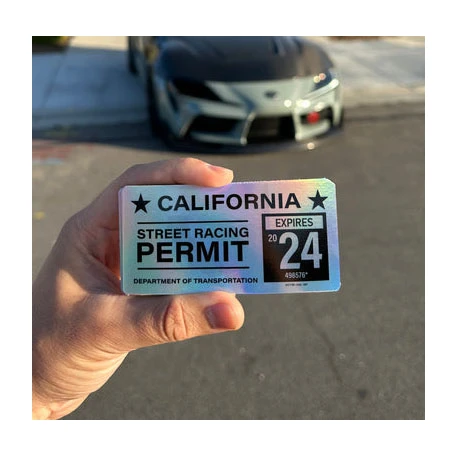 ★ CALIFORNIA ★
STREET RACING
PERMIT
DEPARTMENT OF TRANSPORTATION
EXPIRES
20 24
498576*